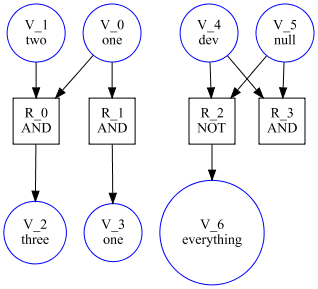 V_1
two
V_0
one
V_4
dev
V_5
null
R_0
AND
R_1
AND
R_2
NOT
R_3
AND
V_2
three
V_3
one
V_6
everything